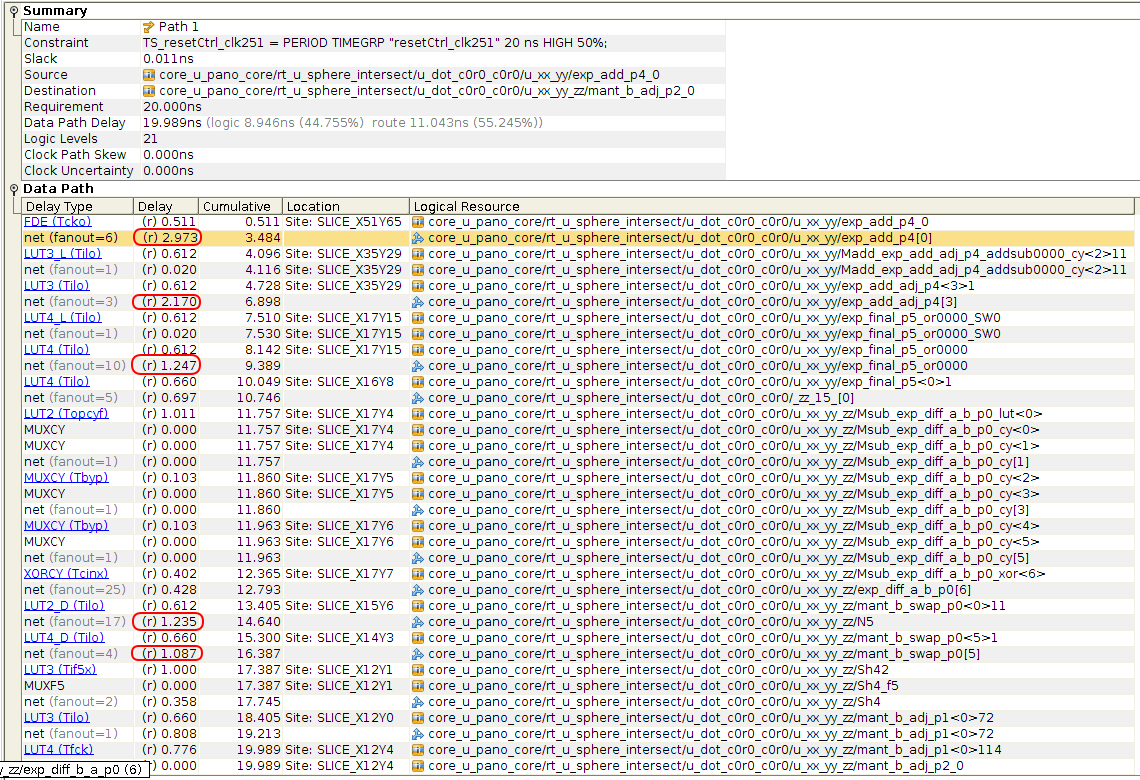 Summary
Name Path 1
Constraint TS_resetCtrl_clk251 = PERIOD TIMEGRP "resetCtrl_clk251" 20 ns HIGH 50%;
Slack 0.011ns
Source core_u_pano_core/rt_u_sphere_intersect/u_dot_c0r0_c0r0/u_xx_yy/exp_add_p4_0
Destination core_u_pano_core/rt_u_sphere_intersect/u_dot_c0r0_c0r0/u_xx_yy_zz/mant_b_adj_p2_0
Requirement 20.000ns
Data Path Delay 19.989ns (logic 8.946ns (44.755%) route 11.043ns (55.245%))
Logic Levels 21
Clock Path Skew 0.000ns
Clock Uncertainty 0.000ns
Data Path
Delay Type Delay Cumulative Location Logical Resource
FDE (Tcko) (r) 0.511 0.511 Site: SLICE_X51Y65 core_u_pano_core/rt_u_sphere_intersect/u_dot_c0r0_c0r0/u_xx_yy/exp_add_p4_0
net (fanout=6) (r) 2.973 3.484 core_u_pano_core/rt_u_sphere_intersect/u_dot_c0r0_c0r0/u_xx_yy/exp_add_p4[0]
LUT3_L (Tilo) (r) 0.612 4.096 Site: SLICE_X35Y29 core_u_pano_core/rt_u_sphere_intersect/u_dot_c0r0_c0r0/u_xx_yy/Madd_exp_add_adj_p4_addsub0000_cy<2>11
net (fanout=1) (r) 0.020 4.116 Site: SLICE_X35Y29 core_u_pano_core/rt_u_sphere_intersect/u_dot_c0r0_c0r0/u_xx_yy/Madd_exp_add_adj_p4_addsub0000_cy<2>11
LUT3 (Tilo) (r) 0.612 4.728 Site: SLICE_X35Y29 core_u_pano_core/rt_u_sphere_intersect/u_dot_c0r0_c0r0/u_xx_yy/exp_add_adj_p4<3>1
net (fanout=3) (r) 2.170 6.898 core_u_pano_core/rt_u_sphere_intersect/u_dot_c0r0_c0r0/u_xx_yy/exp_add_adj_p4[3]
LUT4_L (Tilo) (r) 0.612 7.510 Site: SLICE_X17Y15 core_u_pano_core/rt_u_sphere_intersect/u_dot_c0r0_c0r0/u_xx_yy/exp_final_p5_or0000_SW0
net (fanout=1) (r) 0.020 7.530 Site: SLICE_X17Y15 core_u_pano_core/rt_u_sphere_intersect/u_dot_c0r0_c0r0/u_xx_yy/exp_final_p5_or0000_SW0
LUT4 (Tilo) (r) 0.612 8.142 Site: SLICE_X17Y15 core_u_pano_core/rt_u_sphere_intersect/u_dot_c0r0_c0r0/u_xx_yy/exp_final_p5_or0000
net (fanout=10) (r) 1.247 9.389 core_u_pano_core/rt_u_sphere_intersect/u_dot_c0r0_c0r0/u_xx_yy/exp_final_p5_or0000
LUT4 (Tilo) (r) 0.660 10.049 Site: SLICE_X16Y8 core_u_pano_core/rt_u_sphere_intersect/u_dot_c0r0_c0r0/u_xx_yy/exp_final_p5<0>1
net (fanout=5) (r) 0.697 10.746 core_u_pano_core/rt_u_sphere_intersect/u_dot_c0r0_c0r0/_zz_15_[0]
LUT2 (Topcyf) (r) 1.011 11.757 Site: SLICE_X17Y4 core_u_pano_core/rt_u_sphere_intersect/u_dot_c0r0_c0r0/u_xx_yy_zz/Msub_exp_diff_a_b_p0_lut<0>
MUXCY (r) 0.000 11.757 Site: SLICE_X17Y4 core_u_pano_core/rt_u_sphere_intersect/u_dot_c0r0_c0r0/u_xx_yy_zz/Msub_exp_diff_a_b_p0_cy<0>
MUXCY (r) 0.000 11.757 Site: SLICE_X17Y4 core_u_pano_core/rt_u_sphere_intersect/u_dot_c0r0_c0r0/u_xx_yy_zz/Msub_exp_diff_a_b_p0_cy<1>
net (fanout=1) (r) 0.000 11.757 core_u_pano_core/rt_u_sphere_intersect/u_dot_c0r0_c0r0/u_xx_yy_zz/Msub_exp_diff_a_b_p0_cy[1]
MUXCY (Tbyp) (r) 0.103 11.860 Site: SLICE_X17Y5 core_u_pano_core/rt_u_sphere_intersect/u_dot_c0r0_c0r0/u_xx_yy_zz/Msub_exp_diff_a_b_p0_cy<2>
MUXCY (r) 0.000 11.860 Site: SLICE_X17Y5 core_u_pano_core/rt_u_sphere_intersect/u_dot_c0r0_c0r0/u_xx_yy_zz/Msub_exp_diff_a_b_p0_cy<3>
net (fanout=1) (r) 0.000 11.860 core_u_pano_core/rt_u_sphere_intersect/u_dot_c0r0_c0r0/u_xx_yy_zz/Msub_exp_diff_a_b_p0_cy[3]
MUXCY (Tbyp) (r) 0.103 11.963 Site: SLICE_X17Y6 core_u_pano_core/rt_u_sphere_intersect/u_dot_c0r0_c0r0/u_xx_yy_zz/Msub_exp_diff_a_b_p0_cy<4>
MUXCY (r) 0.000 11.963 Site: SLICE_X17Y6 core_u_pano_core/rt_u_sphere_intersect/u_dot_c0r0_c0r0/u_xx_yy_zz/Msub_exp_diff_a_b_p0_cy<5>
net (fanout=1) (r) 0.000 11.963 core_u_pano_core/rt_u_sphere_intersect/u_dot_c0r0_c0r0/u_xx_yy_zz/Msub_exp_diff_a_b_p0_cy[5]
XORCY (Tcinx) (r) 0.402 12.365 Site: SLICE_X17Y7 core_u_pano_core/rt_u_sphere_intersect/u_dot_c0r0_c0r0/u_xx_yy_zz/Msub_exp_diff_a_b_p0_xor<6>
net (fanout=25) (r) 0.428 12.793 core_u_pano_core/rt_u_sphere_intersect/u_dot_c0r0_c0r0/u_xx_yy_zz/exp_diff_a_b_p0[6]
LUT2_D (Tilo) (r) 0.612 13.405 Site: SLICE_X15Y6 core_u_pano_core/rt_u_sphere_intersect/u_dot_c0r0_c0r0/u_xx_yy_zz/mant_b_swap_p0<0>11
net (fanout=17) (r) 1.235 14.640 core_u_pano_core/rt_u_sphere_intersect/u_dot_c0r0_c0r0/u_xx_yy_zz/N5
LUT4_D (Tilo) (r) 0.660 15.300 Site: SLICE_X14Y3 core_u_pano_core/rt_u_sphere_intersect/u_dot_c0r0_c0r0/u_xx_yy_zz/mant_b_swap_p0<5>1
net (fanout=4) (r) 1.087 16.387 core_u_pano_core/rt_u_sphere_intersect/u_dot_c0r0_c0r0/u_xx_yy_zz/mant_b_swap_p0[5]
LUT3 (Tif5x) (r) 1.000 17.387 Site: SLICE_X12Y1 core_u_pano_core/rt_u_sphere_intersect/u_dot_c0r0_c0r0/u_xx_yy_zz/Sh42
MUXF5 (r) 0.000 17.387 Site: SLICE_X12Y1 core_u_pano_core/rt_u_sphere_intersect/u_dot_c0r0_c0r0/u_xx_yy_zz/Sh4_f5
net (fanout=2) (r) 0.358 17.745 core_u_pano_core/rt_u_sphere_intersect/u_dot_c0r0_c0r0/u_xx_yy_zz/Sh4
LUT3 (Tilo) (r) 0.660 18.405 Site: SLICE_X12Y0 core_u_pano_core/rt_u_sphere_intersect/u_dot_c0r0_c0r0/u_xx_yy_zz/mant_b_adj_p1<0>72
net (fanout=1) (r) 0.808 19.213 core_u_pano_core/rt_u_sphere_intersect/u_dot_c0r0_c0r0/u_xx_yy_zz/mant_b_adj_p1<0>72
LUT4 (Tfck) (r) 0.776 19.989 Site: SLICE_X12Y4 core_u_pano_core/rt_u_sphere_intersect/u_dot_c0r0_c0r0/u_xx_yy_zz/mant_b_adj_p1<0>114
y_zz/exp_diff_b_a_p0 (6) 0.000 19.989 Site: SLICE_X12Y4 core_u_pano_core/rt_u_sphere_intersect/u_dot_c0r0_c0r0/u_xx_yy_zz/mant_b_adj_p2_0